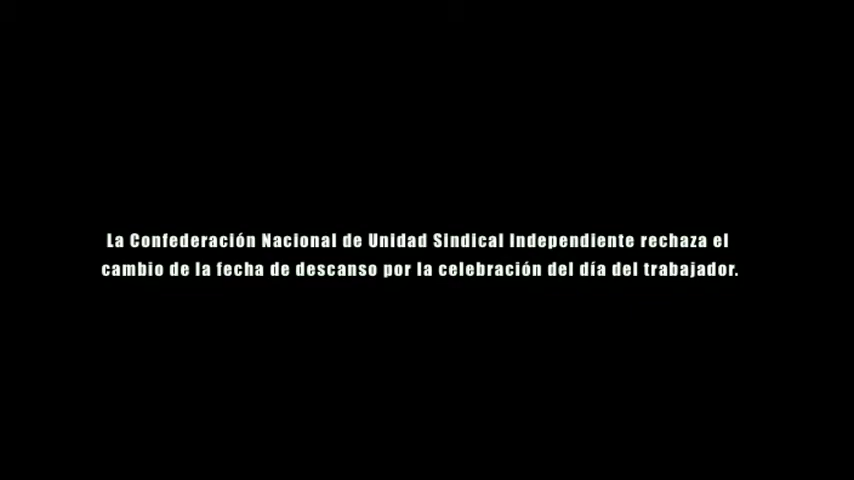 La Confederación Nacional de Unidad Sindical Independiente rechaza el
cambio de la fecha de descanso por la celebración del día del trabajador.